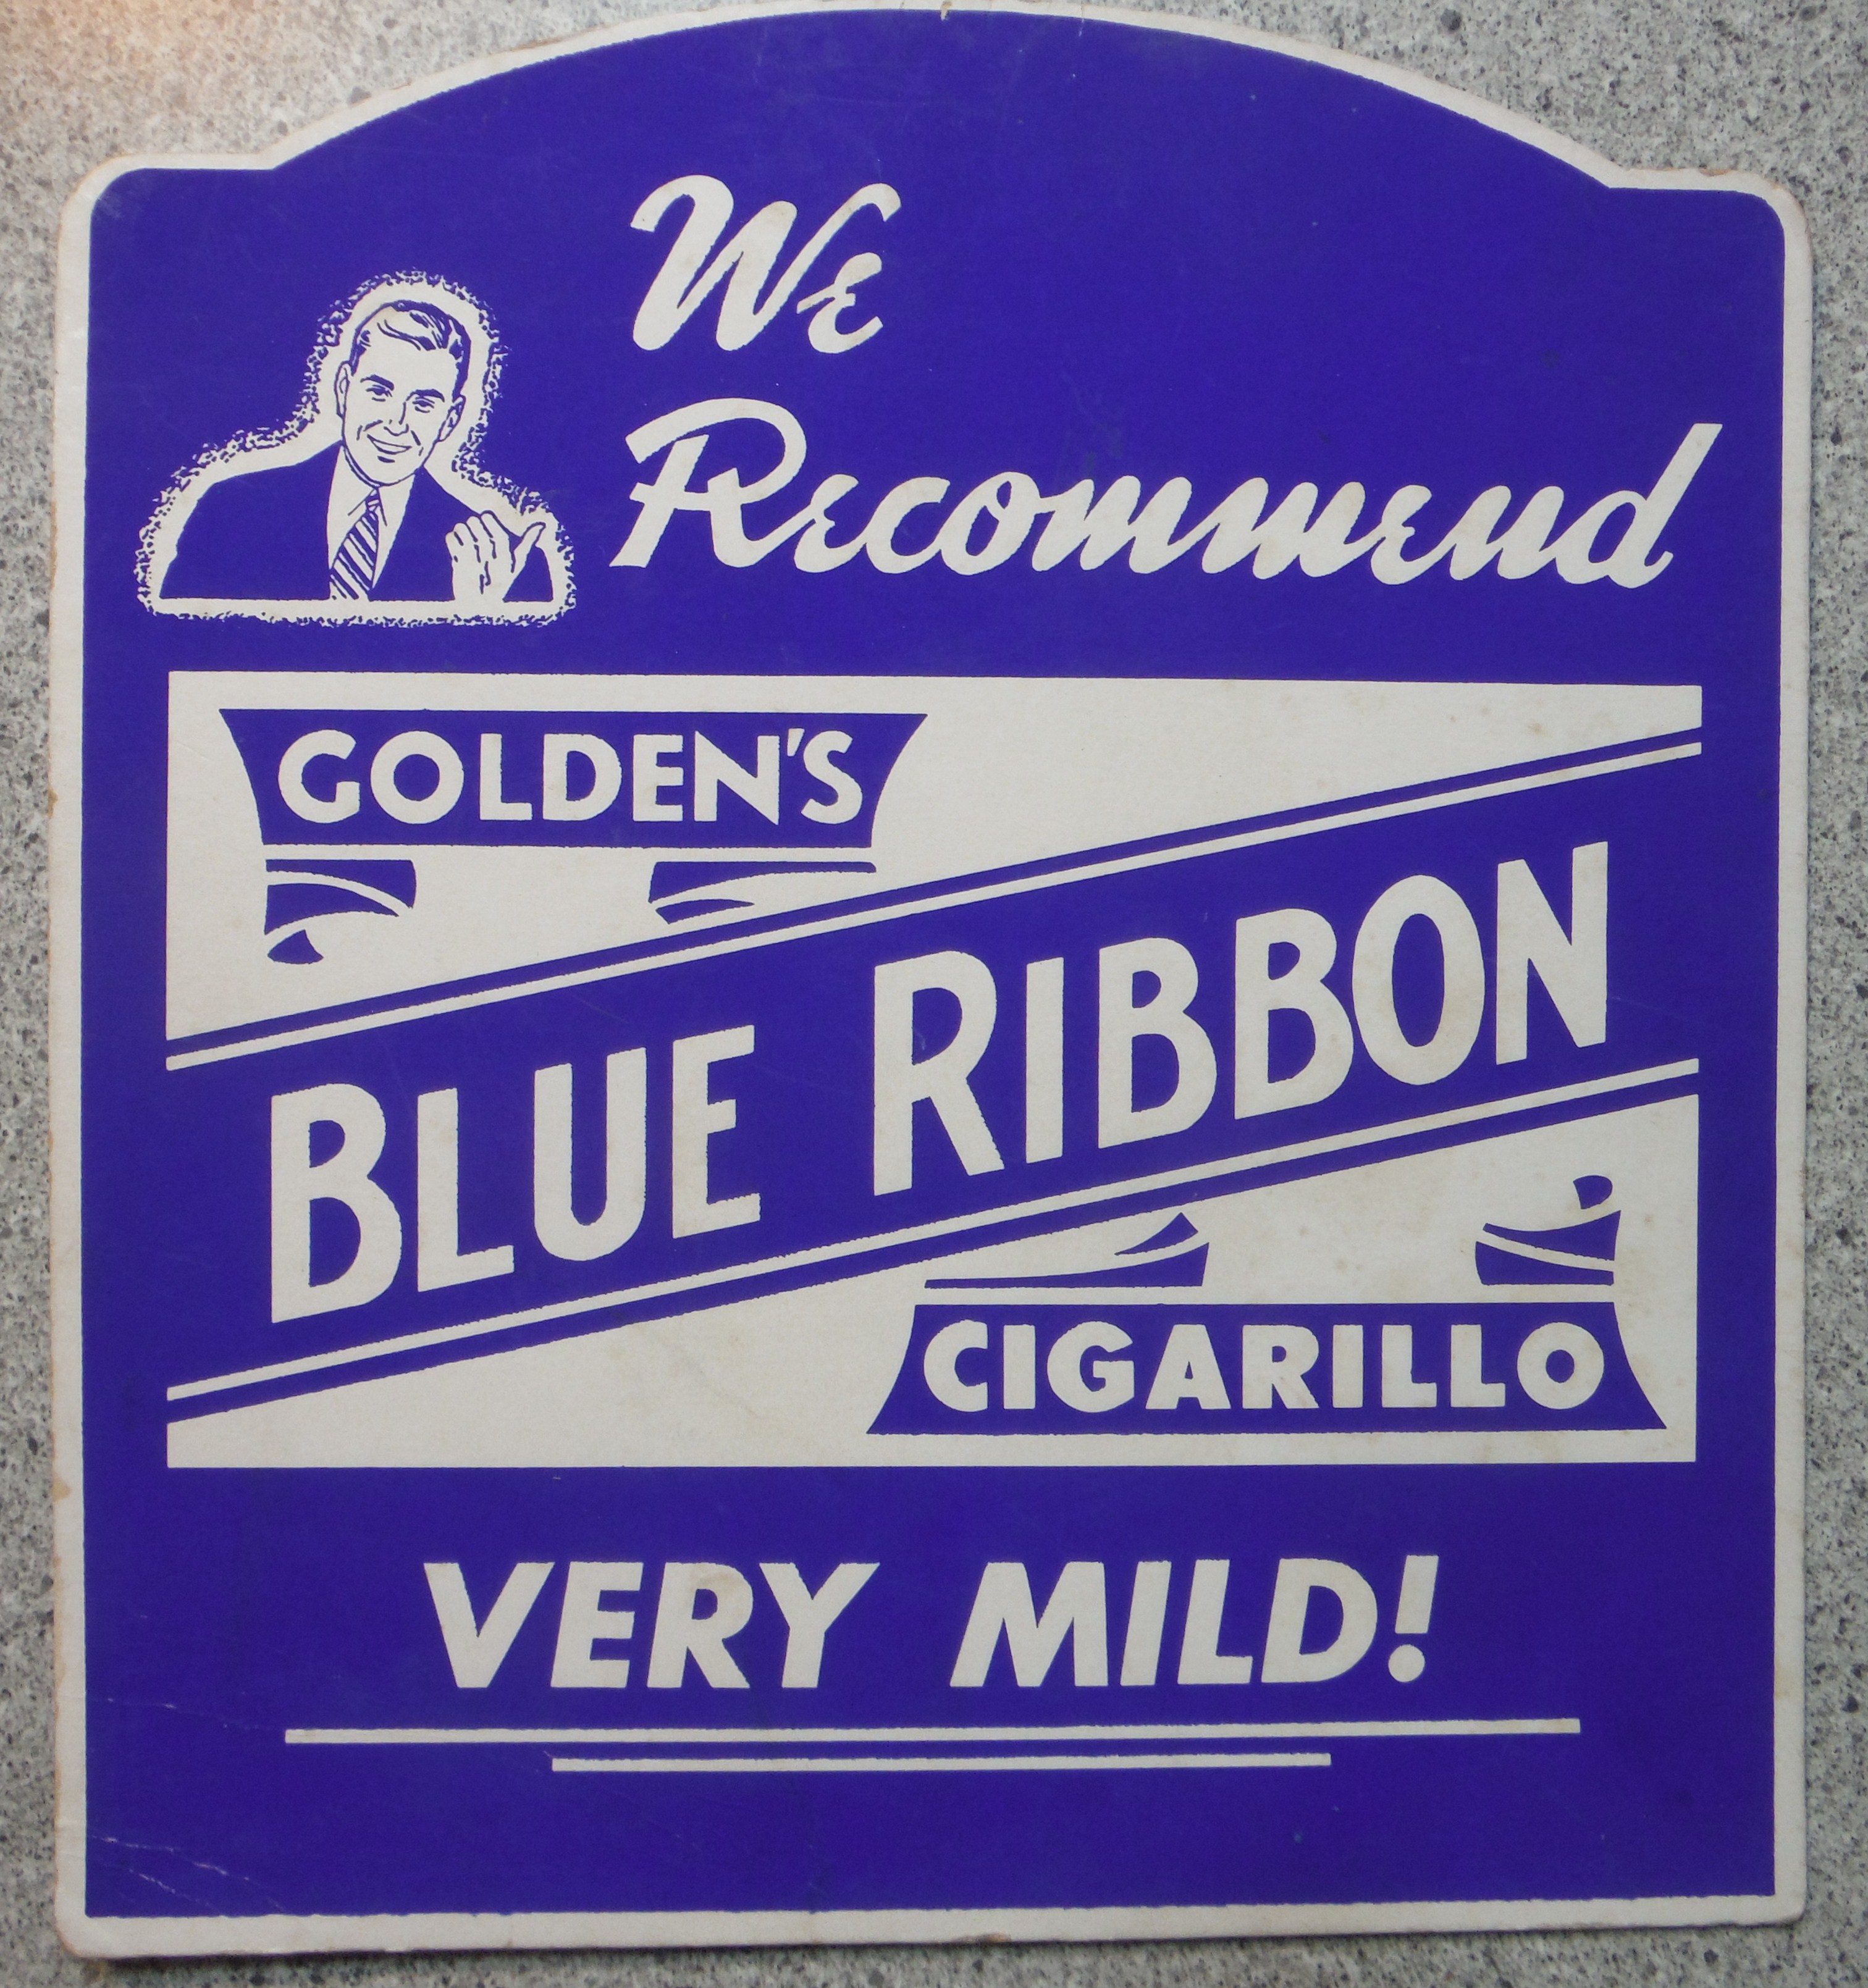 We
Recommend
GOLDEN'S
BLUE RIBBON
CIGARILLO
VERY MILD!